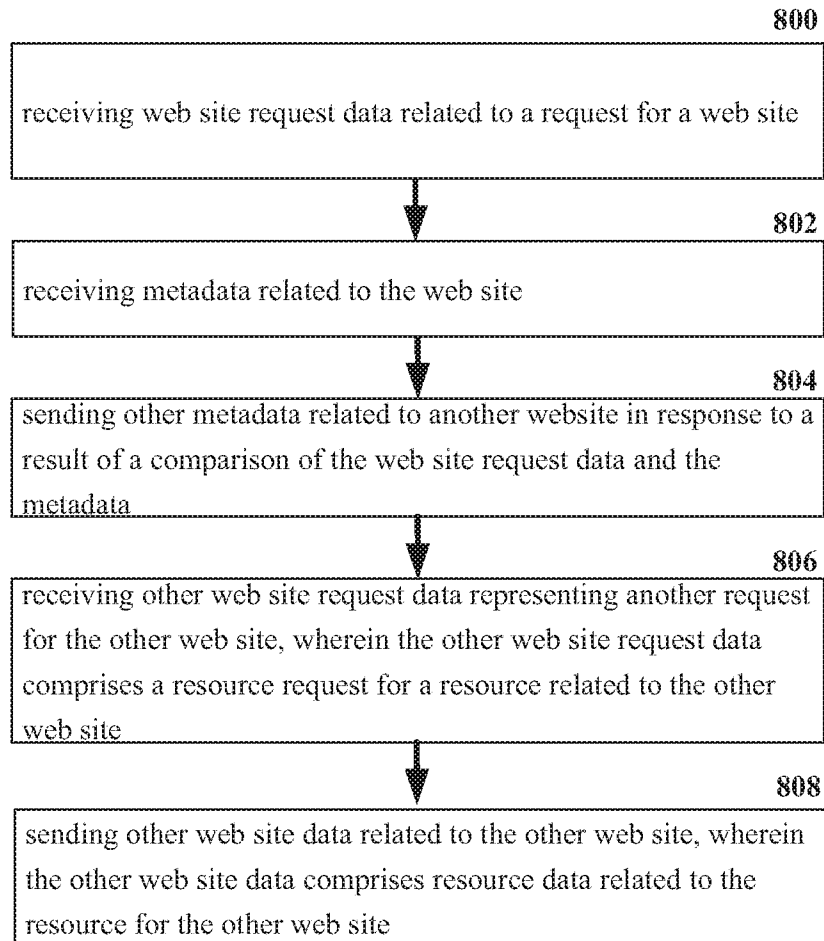 800
receiving web site request data related to a request for a web site
802
receiving metadata related to the web site
804
sending other metadata related to another website in response to a
result of a comparison of the web site request data and the
metadata
806
receiving other web site request data representing another request
for the other web site, wherein the other web site request data
comprises a resource request for a resource related to the other
web site
808
sending other web site data related to the other web site, wherein
the other web site data comprises resource data related to the
resource for the other web site